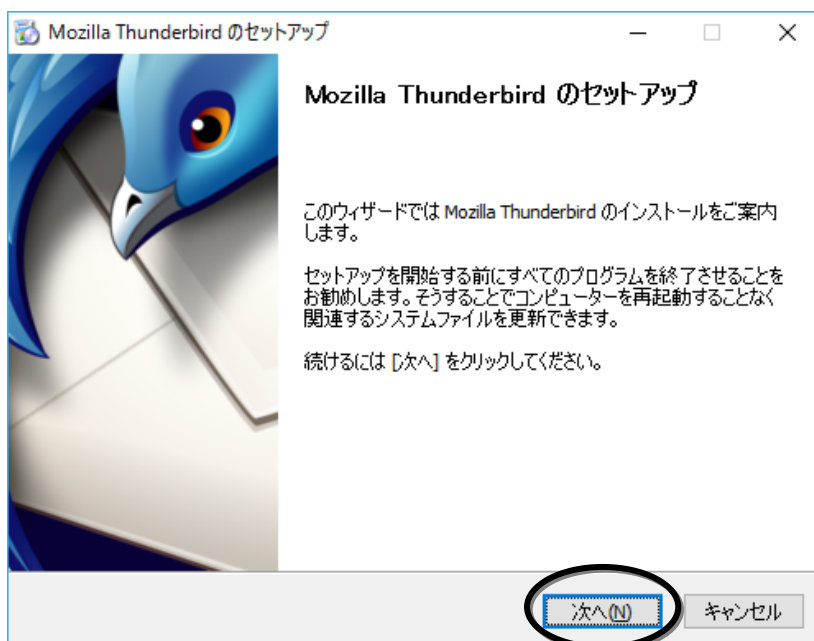 Mozilla Thunderbird のセットアップ
Mozilla Thunderbird のセットアップ
このウィザードでは Mozilla Thunderbird のインストールをご案内
します。
セットアップを開始する前にすべてのプログラムを終了させることを
お勧めします。そうすることでコンピューターを再起動することなく
関連するシステムファイルを更新できます。
続けるには [次へ] をクリックしてください。
次へ(N)
キャンセル